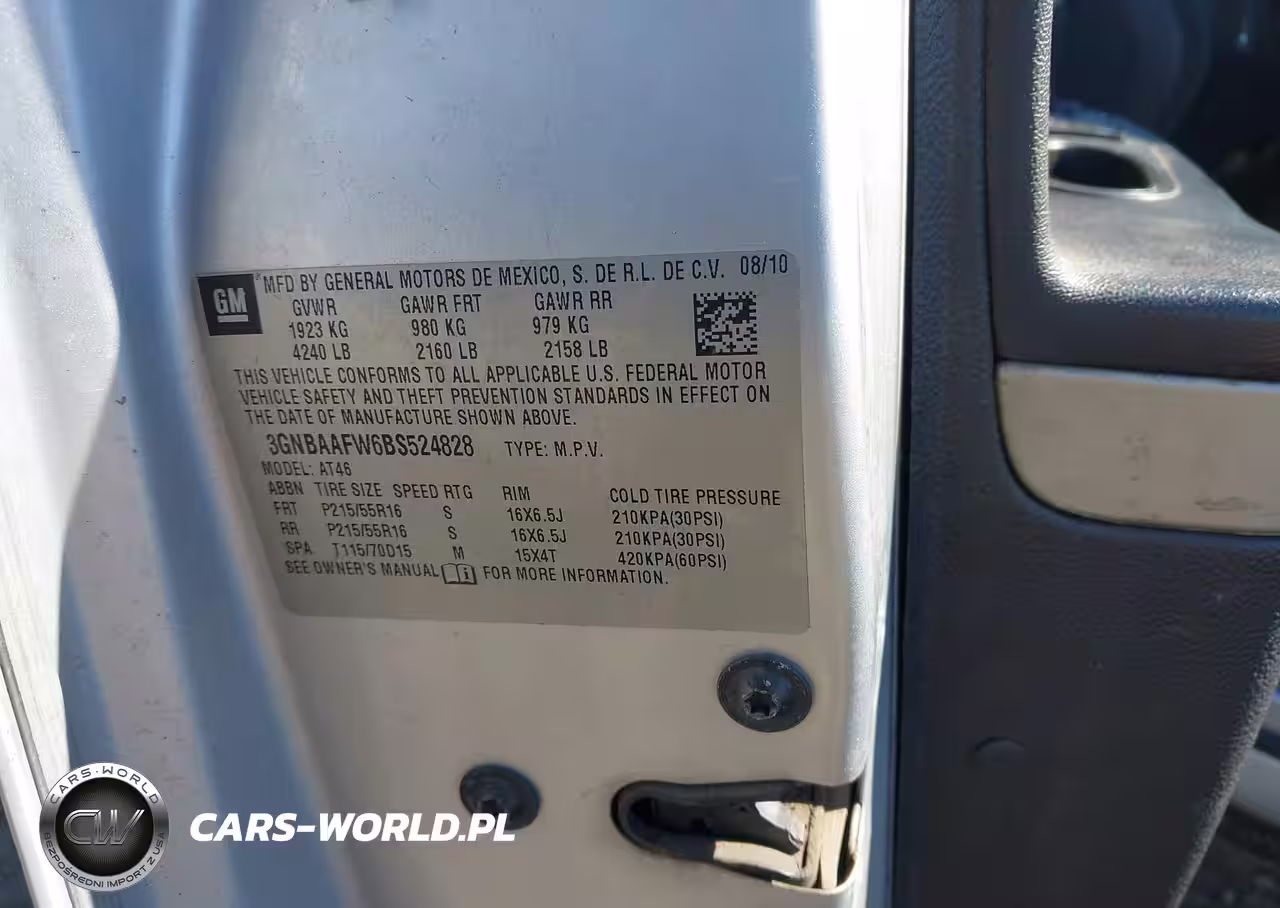 GM
® MFD BY GENERAL MOTORS DE MEXICO, S. DE R.L. DE C.V. 08/10
GVWR GAWR FRT GAWR RR
1923 KG 980 KG 979 KG
4240 LB 2160 LB 2158 LB
THIS VEHICLE CONFORMS TO ALL APPLICABLE U.S. FEDERAL MOTOR
VEHICLE SAFETY AND THEFT PREVENTION STANDARDS IN EFFECT ON
THE DATE OF MANUFACTURE SHOWN ABOVE.
3GNBAAFW6BS524828 TYPE: M.P.V.
MODEL: AT46
ABBN TIRE SIZE SPEED RTG RIM COLD TIRE PRESSURE
FRT P215/55R16 S 16X6.5J 210KPA(30PSI)
RR P215/55R16 S 16X6.5J 210KPA(30PSI)
SPA T115/70D15 M 15X4T 420KPA(60PSI)
SEE OWNER'S MANUAL i FOR MORE INFORMATION.
CARS-WORLD
CW
BEZPOŚREDNI IMPORT Z USA
CARS-WORLD.PL